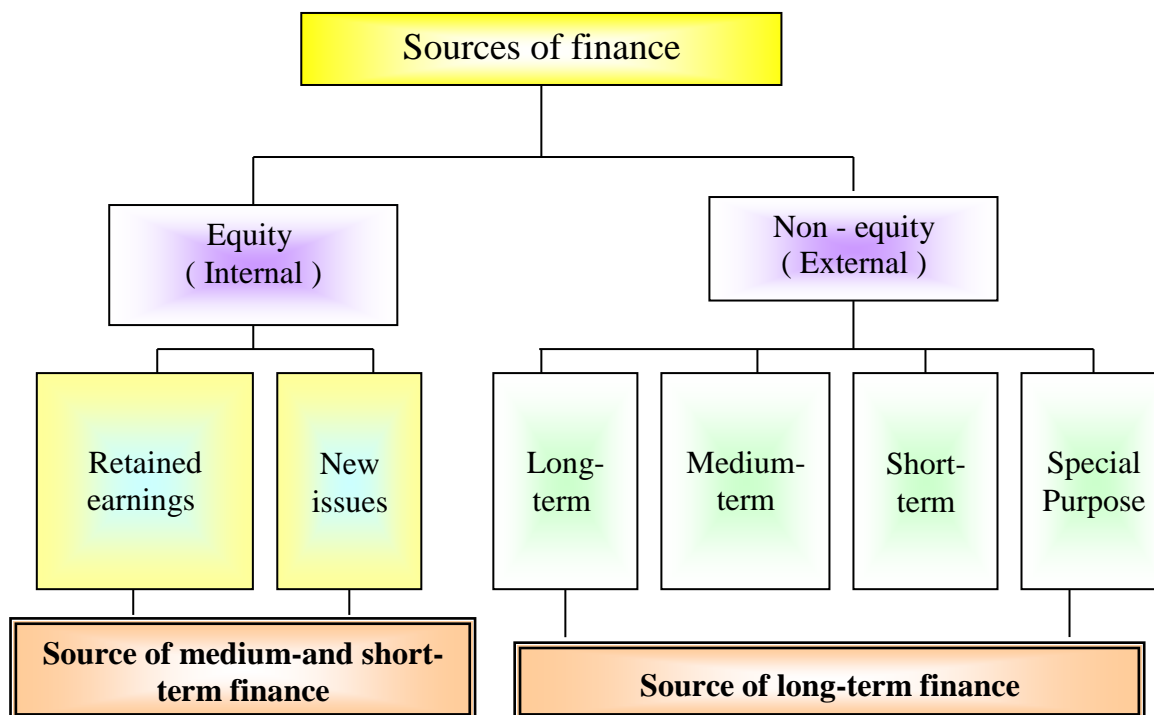 Sources of finance
Equity
( Internal )
Non - equity
( External )
Retained
earnings
New
issues
Long-
term
Medium-
term
Short-
term
Special
Purpose
Source of medium-and short-
term finance
Source of long-term finance